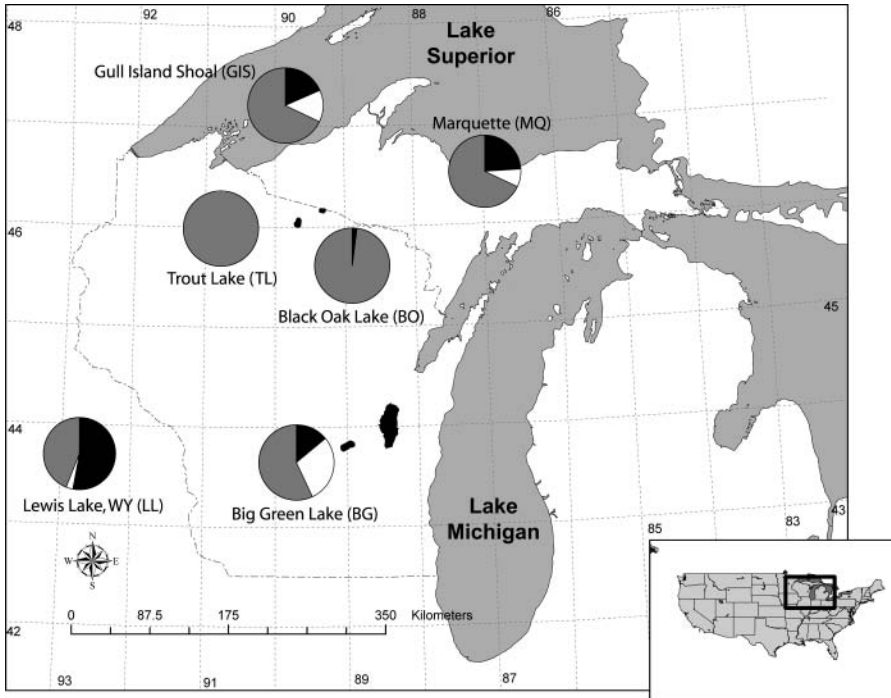 48
92
90
88
86
Lake
Superior
Gull Island Shoal (GIS)
Marquette (MQ)
46
Trout Lake (TL)
Black Oak Lake (BO)
45
44
Lewis Lake, WY (LL)
Big Green Lake (BG)
Lake
Michigan
N
W E
S
85
83
43
0 87.5 175 350 Kilometers
42
93
91
89
87